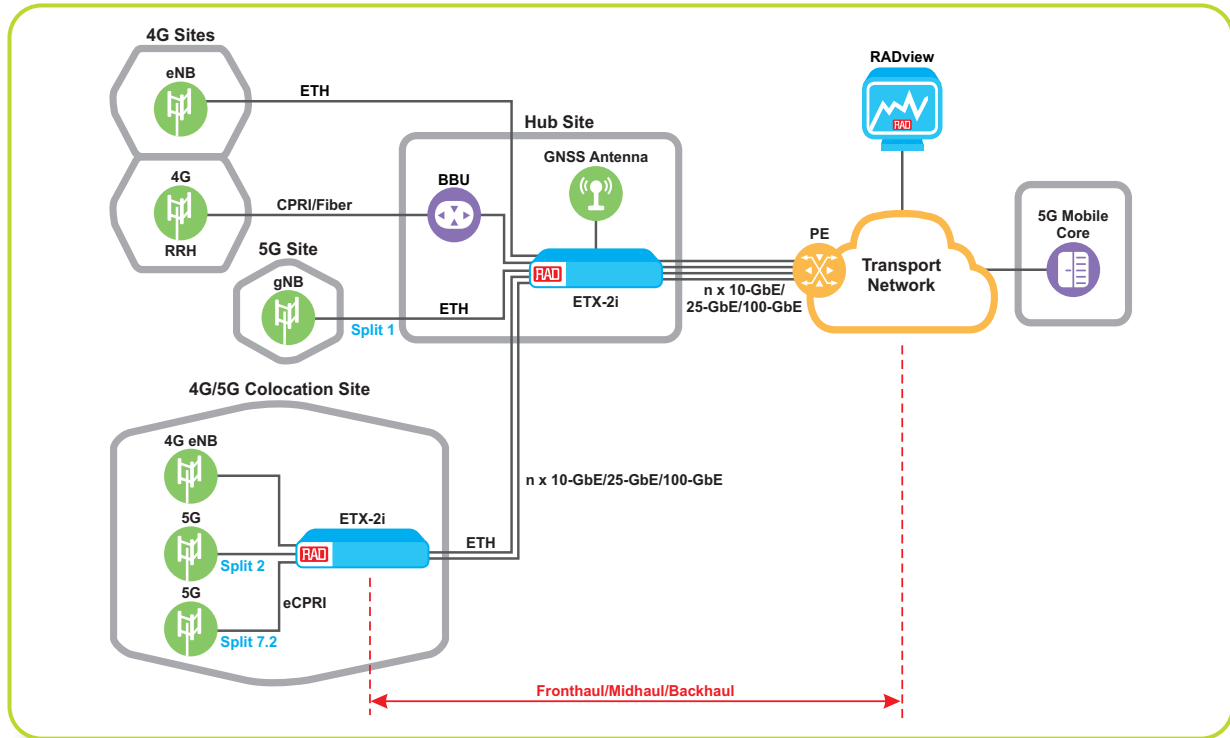 4G Sites
eNB
ETH
4G
RRH
CPRI/Fiber
5G Site
gNB
Split 1
ETH
Hub Site
GNSS Antenna
BBU
RAD
ETX-2i
n x 10-GbE/
25-GbE/100-GbE
RADview
RAD
PE
Transport
Network
5G Mobile
Core
4G/5G Colocation Site
4G eNB
5G
Split 2
5G
Split 7.2
eCPRI
ETX-2i
RAD
ETH
n x 10-GbE/25-GbE/100-GbE
Fronthaul/Midhaul/Backhaul